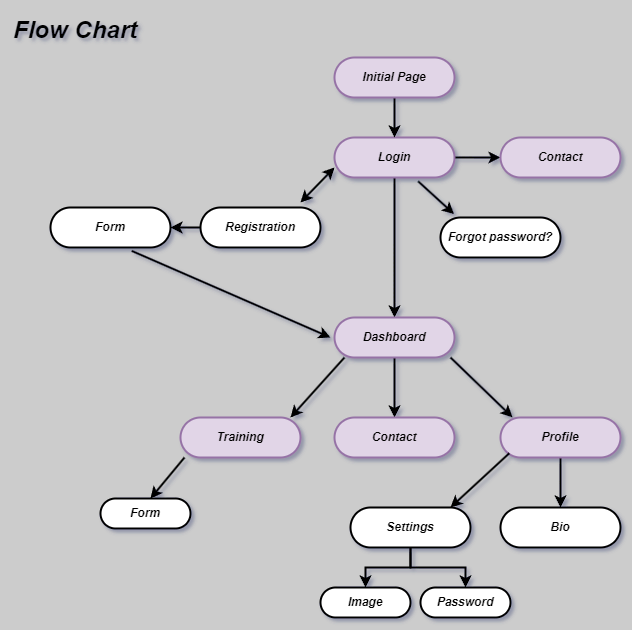 Flow Chart
Initial Page
Login
Contact
Form
Registration
Forgot password?
Dashboard
Training
Contact
Profile
Form
Settings
Bio
Image
Password